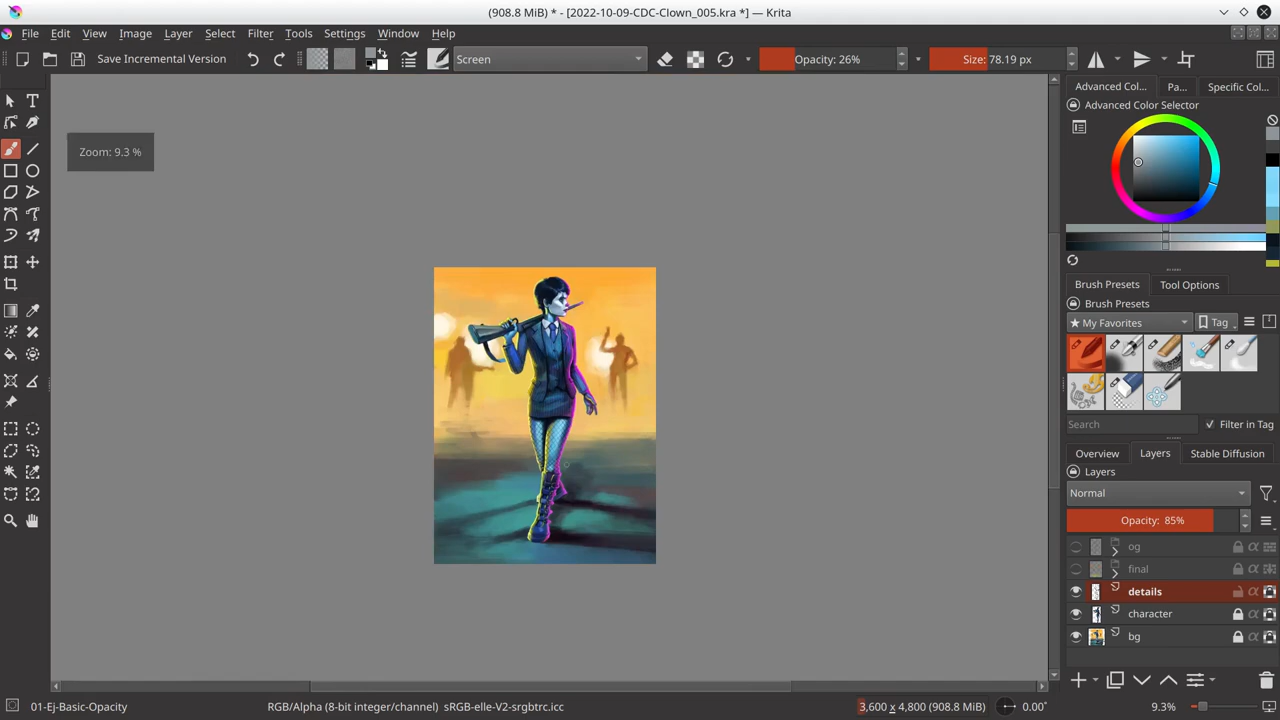 (908.8 MiB) * - [2022-10-09-CDC-Clown_005.kra *] — Krita
File Edit View Image Layer Select Filter Tools Settings Window Help
Save Incremental Version
Screen
Opacity: 26%
Size: 78.19 px
Advanced Col... Pa... Specific Col...
Advanced Color Selector
Zoom: 9.3 %
Brush Presets Tool Options
Brush Presets
★ My Favorites
Tag
Search
Filter in Tag
Overview Layers Stable Diffusion
Layers
Normal
Opacity: 85%
og
final
details
character
bg
01-Ej-Basic-Opacity
RGB/Alpha (8-bit integer/channel) sRGB-elle-V2-srgbtrc.icc
3,600 x 4,800 (908.8 MiB)
0.00°
9.3%